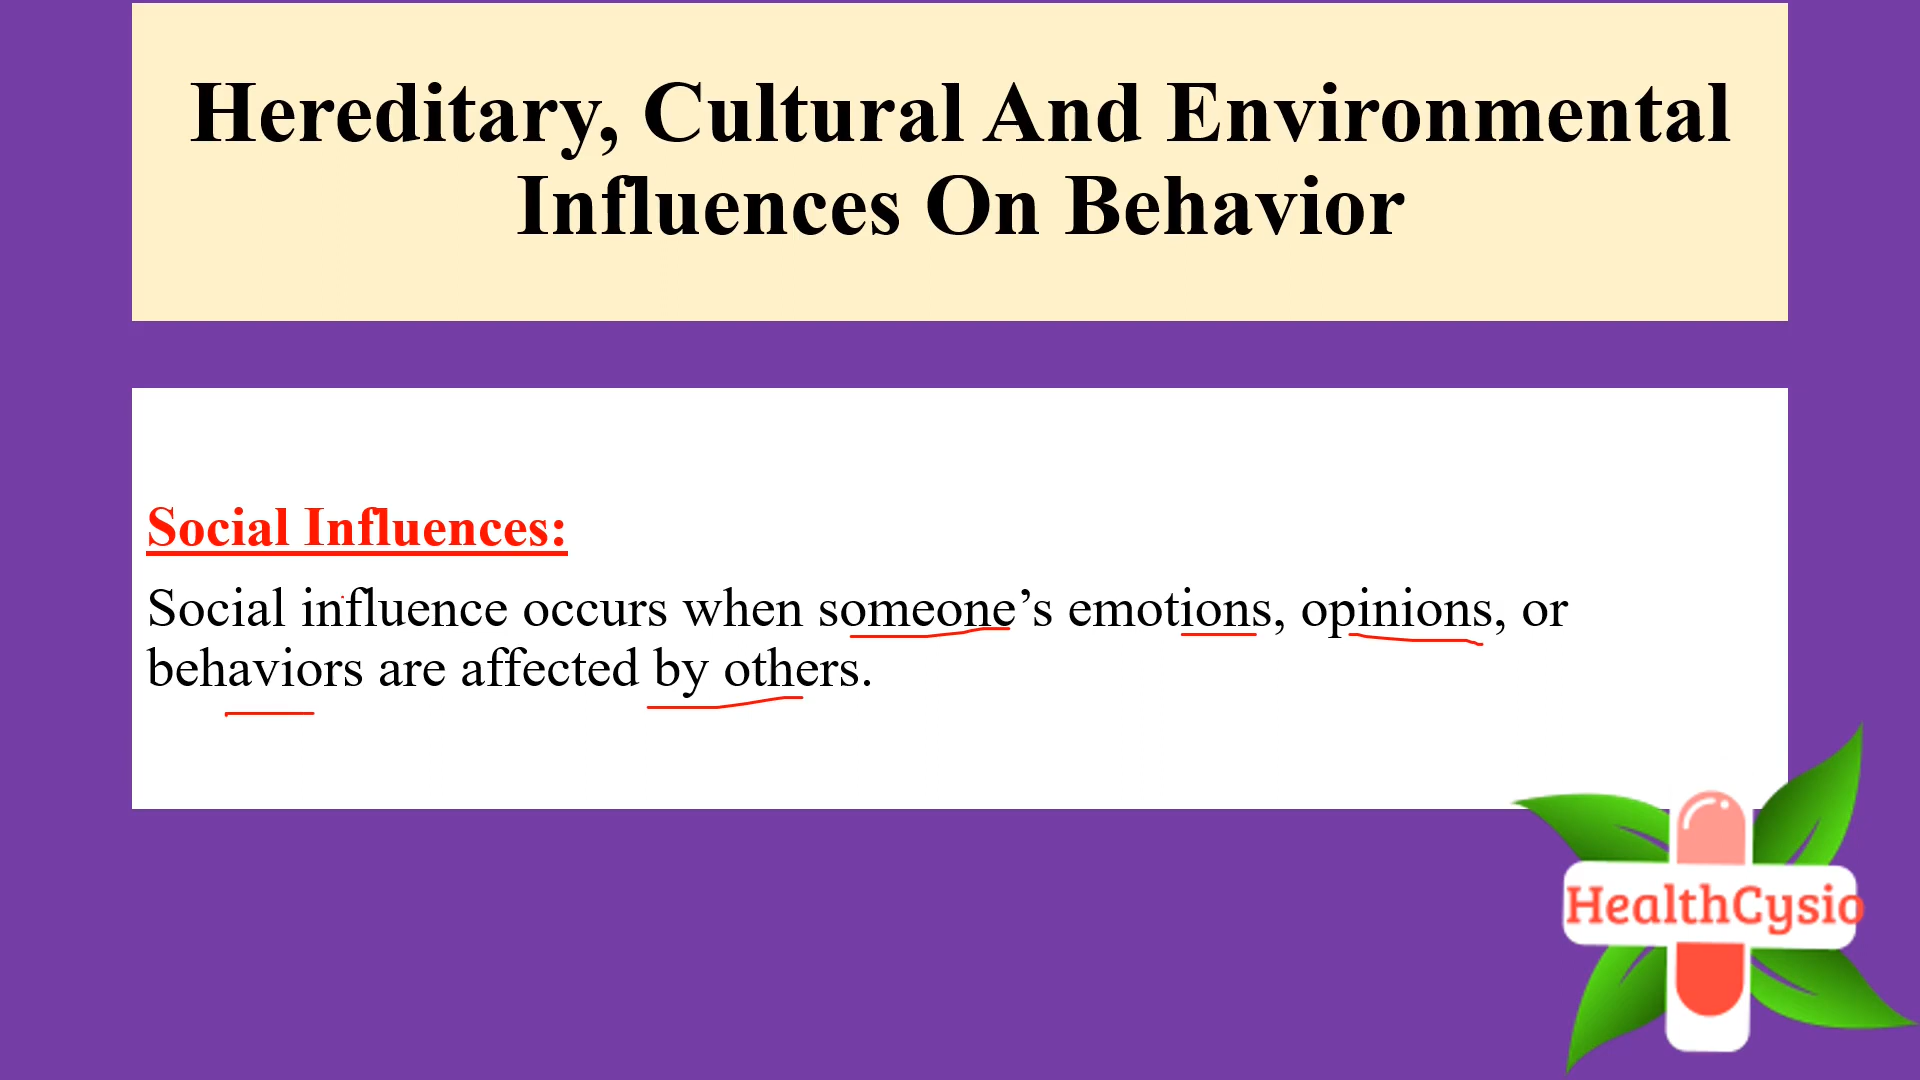 Hereditary, Cultural And Environmental
Influences On Behavior
Social Influences:
Social influence occurs when someone’s emotions, opinions, or
behaviors are affected by others.
HealthCysio